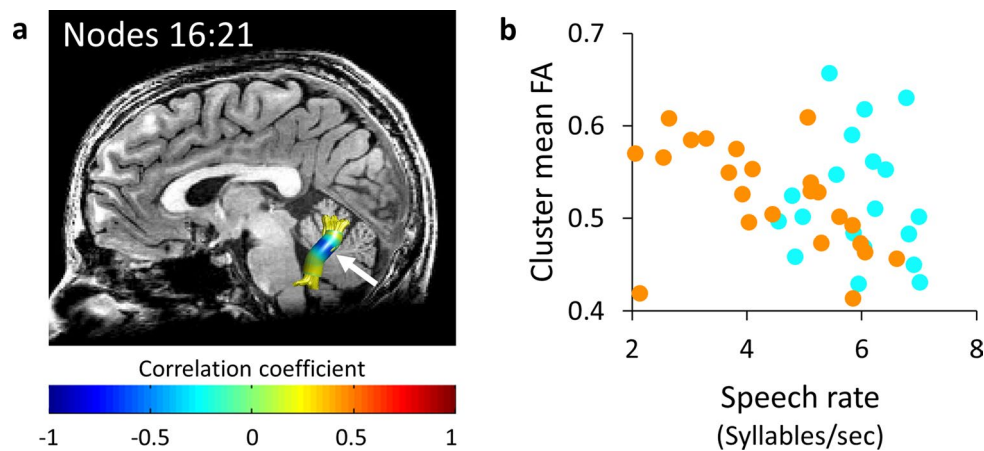 a
Nodes 16:21
Correlation coefficient
-1 -0.5 0 0.5 1
b
Cluster mean FA
0.7
0.6
0.5
0.4
2 4 6 8
Speech rate
(Syllables/sec)